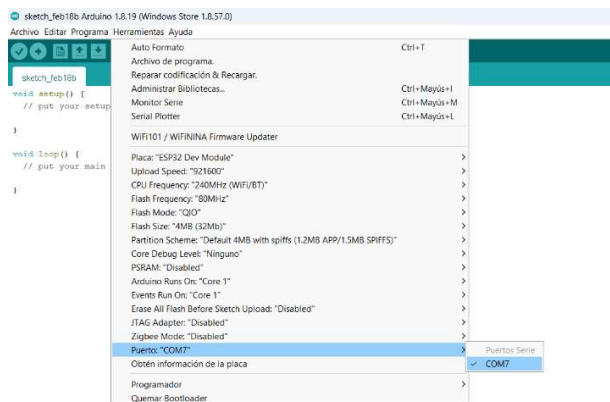 sketch_feb18b Arduino 1.8.19 (Windows Store 1.8.57.0)
Archivo Editar Programa Herramientas Ayuda
sketch_feb18b
void setup() {
// put your setup
}
void loop() {
// put your main
}
Auto Formato Ctrl+T
Archivo de programa.
Reparar codificación & Recargar.
Administrar Bibliotecas... Ctrl+Mayús+I
Monitor Serie Ctrl+Mayús+M
Serial Plotter Ctrl+Mayús+L
WiFi101 / WiFiNINA Firmware Updater
Placa: "ESP32 Dev Module"
Upload Speed: "921600"
CPU Frequency: "240MHz (WiFi/BT)"
Flash Frequency: "80MHz"
Flash Mode: "QIO"
Flash Size: "4MB (32Mb)"
Partition Scheme: "Default 4MB with spiffs (1.2MB APP/1.5MB SPIFFS)"
Core Debug Level: "Ninguno"
PSRAM: "Disabled"
Arduino Runs On: "Core 1"
Events Run On: "Core 1"
Erase All Flash Before Sketch Upload: "Disabled"
JTAG Adapter: "Disabled"
Zigbee Mode: "Disabled"
Puerto: "COM7"
Puertos Serie
COM7
Obtén información de la placa
Programador
Quemar Bootloader